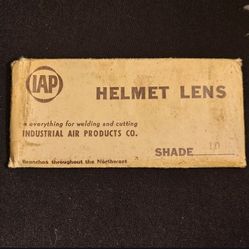 IAP
HELMET LENS
everything for welding and cutting
INDUSTRIAL AIR PRODUCTS CO.
SHADE 10
Branches throughout the Northwest